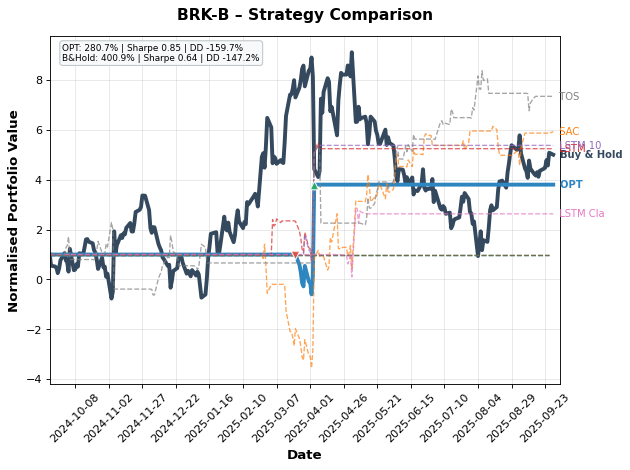 BRK-B – Strategy Comparison
OPT: 280.7% | Sharpe 0.85 | DD -159.7%
B&Hold: 400.9% | Sharpe 0.64 | DD -147.2%
Normalised Portfolio Value
8
6
4
2
0
−2
−4
TOS
SAC
LSTM 10
Buy & Hold
OPT
LSTM Cla
2024-10-08
2024-11-02
2024-11-27
2024-12-22
2025-01-16
2025-02-10
2025-03-07
2025-04-01
2025-04-26
2025-05-21
2025-06-15
2025-07-10
2025-08-04
2025-08-29
2025-09-23
Date